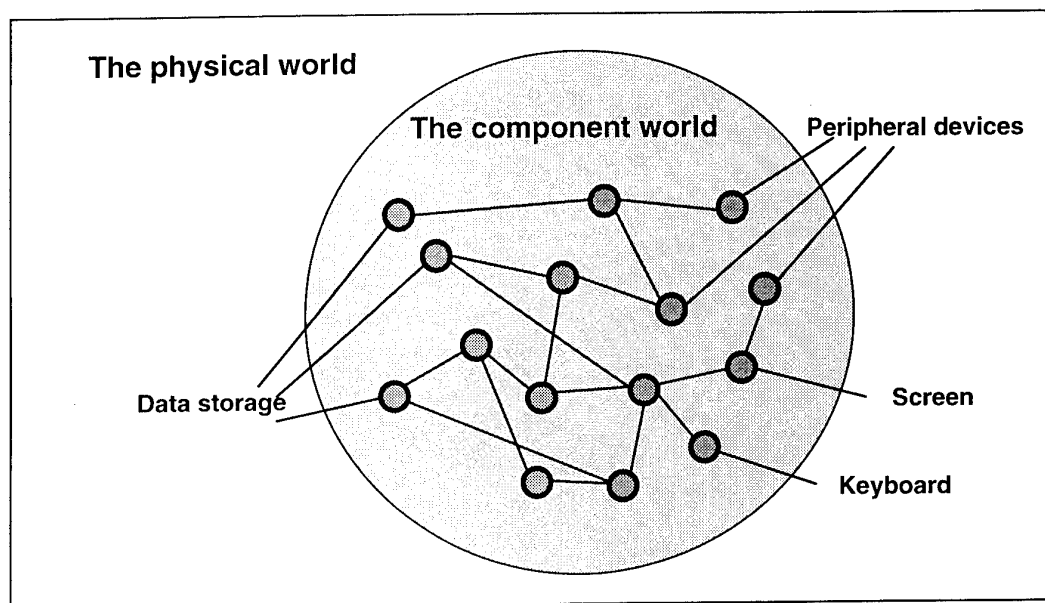 The physical world
The component world
Peripheral devices
Data storage
Screen
Keyboard